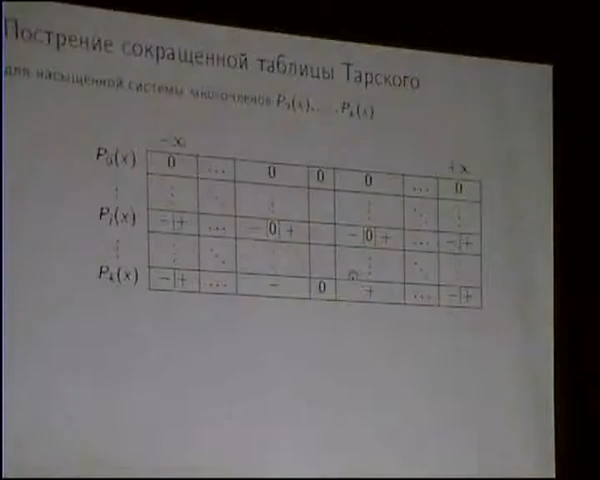 Построение сокращенной таблицы Тарского
для насыщенной системы многочленов P₀(x), ..., Pₖ(x)
−∞ +∞
P₀(x) 0 ... 0 0 0 ... 0
⋮ ⋮ ⋱ ⋮ ⋮ ⋱ ⋮
Pᵢ(x) −|+ ... −|0|+ −|0|+ ... −|+
⋮ ⋮ ⋱ ⋮ ⋮ ⋱ ⋮
Pₖ(x) −|+ ... − 0 + ... −|+